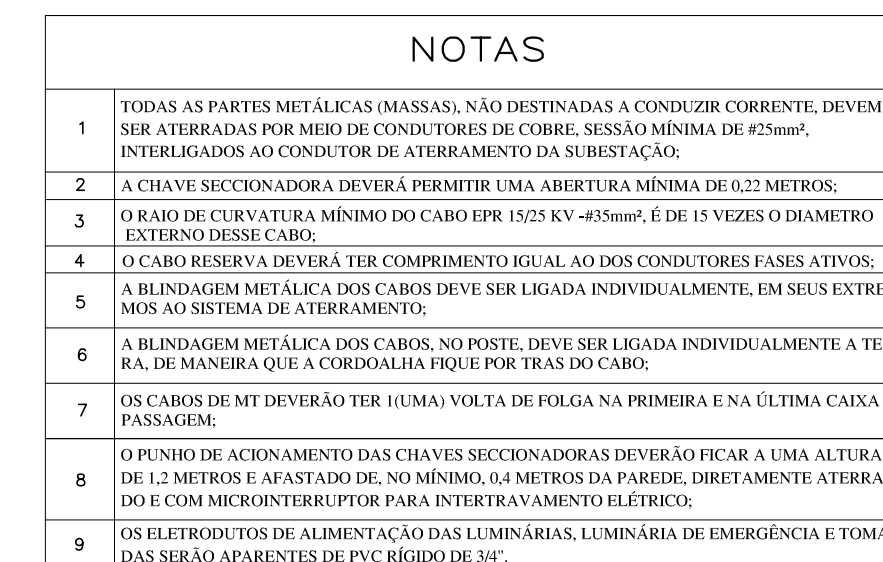 NOTAS
1 TODAS AS PARTES METÁLICAS (MASSAS), NÃO DESTINADAS A CONDUZIR CORRENTE, DEVEM
SER ATERRADAS POR MEIO DE CONDUTORES DE COBRE, SESSÃO MÍNIMA DE #25mm²,
INTERLIGADOS AO CONDUTOR DE ATERRAMENTO DA SUBESTAÇÃO;
2 A CHAVE SECCIONADORA DEVERÁ PERMITIR UMA ABERTURA MÍNIMA DE 0,22 METROS;
3 O RAIO DE CURVATURA MÍNIMO DO CABO EPR 15/25 KV -#35mm², É DE 15 VEZES O DIAMETRO
EXTERNO DESSE CABO;
4 O CABO RESERVA DEVERÁ TER COMPRIMENTO IGUAL AO DOS CONDUTORES FASES ATIVOS;
5 A BLINDAGEM METÁLICA DOS CABOS DEVE SER LIGADA INDIVIDUALMENTE, EM SEUS EXTRE
MOS AO SISTEMA DE ATERRAMENTO;
6 A BLINDAGEM METÁLICA DOS CABOS, NO POSTE, DEVE SER LIGADA INDIVIDUALMENTE A TE
RA, DE MANEIRA QUE A CORDOALHA FIQUE POR TRAS DO CABO;
7 OS CABOS DE MT DEVERÃO TER 1(UMA) VOLTA DE FOLGA NA PRIMEIRA E NA ÚLTIMA CAIXA
PASSAGEM;
8 O PUNHO DE ACIONAMENTO DAS CHAVES SECCIONADORAS DEVERÃO FICAR A UMA ALTURA
DE 1,2 METROS E AFASTADO DE, NO MÍNIMO, 0,4 METROS DA PAREDE, DIRETAMENTE ATERRA
DO E COM MICROINTERRUPTOR PARA INTERTRAVAMENTO ELÉTRICO;
9 OS ELETRODUTOS DE ALIMENTAÇÃO DAS LUMINÁRIAS, LUMINÁRIA DE EMERGÊNCIA E TOMA
DAS SERÃO APARENTES DE PVC RÍGIDO DE 3/4".